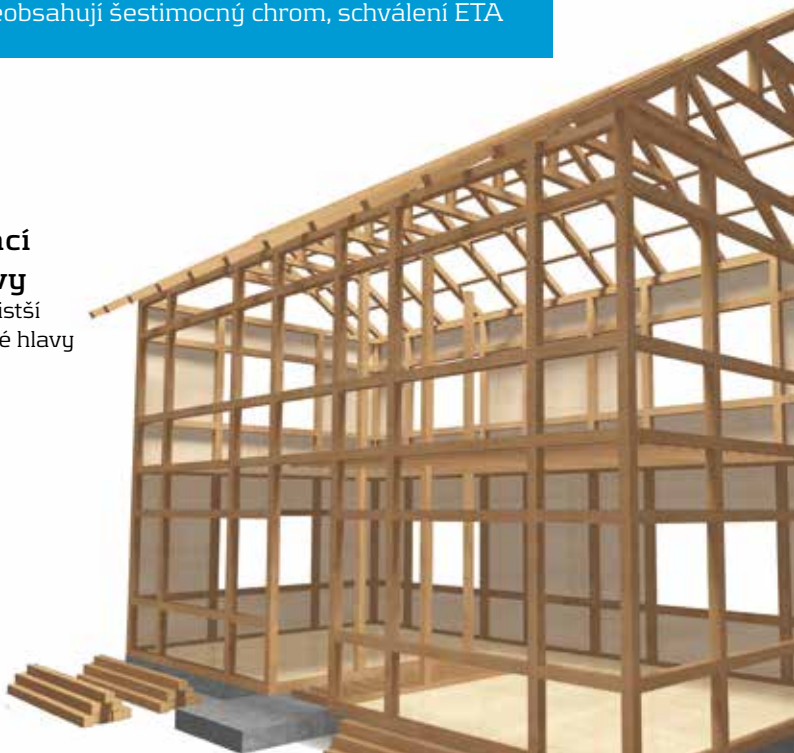 eobsahují šestimocný chrom, schválení ETA
ací
vy
istší
é hlavy